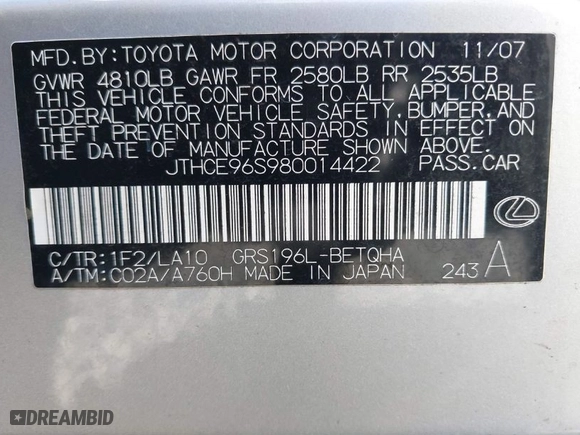 MFD.BY:TOYOTA MOTOR CORPORATION 11/07
GVWR 4810LB GAWR FR 2580LB RR 2535LB
THIS VEHICLE CONFORMS TO ALL APPLICABLE
FEDERAL MOTOR VEHICLE SAFETY, BUMPER, AND
THEFT PREVENTION STANDARDS IN EFFECT ON
THE DATE OF MANUFACTURE SHOWN ABOVE.
JTHCE96S980014422 PASS.CAR
C/TR:1F2/LA10 GRS196L-BETQHA
A/TM:C02A/A760H MADE IN JAPAN 243 A
DREAMBID